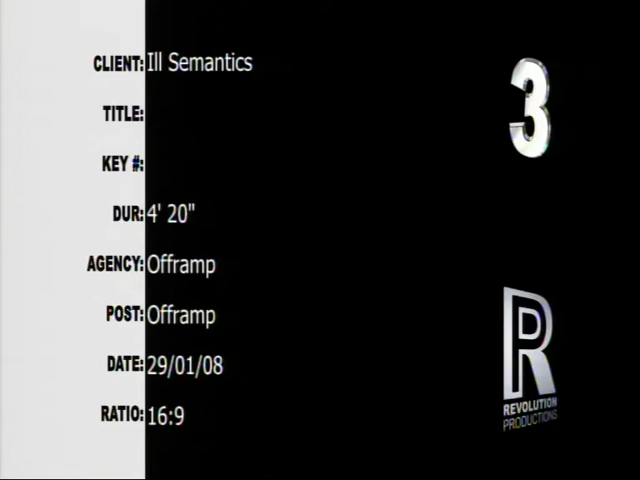 CLIENT: Ill Semantics
3
TITLE:
KEY #:
DUR: 4' 20"
AGENCY: Offramp
POST: Offramp
DATE: 29/01/08
RATIO: 16:9
R
REVOLUTION
PRODUCTIONS